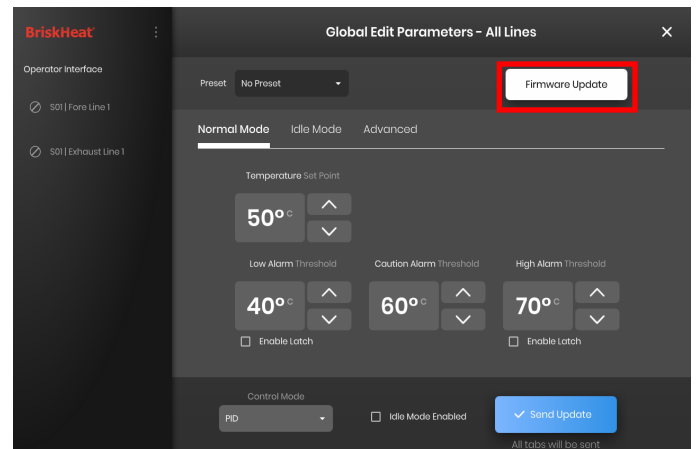 BriskHeat
Global Edit Parameters - All Lines
Operator Interface
S01 | Fore Line 1
S01 | Exhaust Line 1
Preset No Preset
Firmware Update
Normal Mode Idle Mode Advanced
Temperature Set Point
50° C
Low Alarm Threshold Caution Alarm Threshold High Alarm Threshold
40° C 60° C 70° C
Enable Latch Enable Latch
Control Mode
PID Idle Mode Enabled Send Update
All tabs will be sent